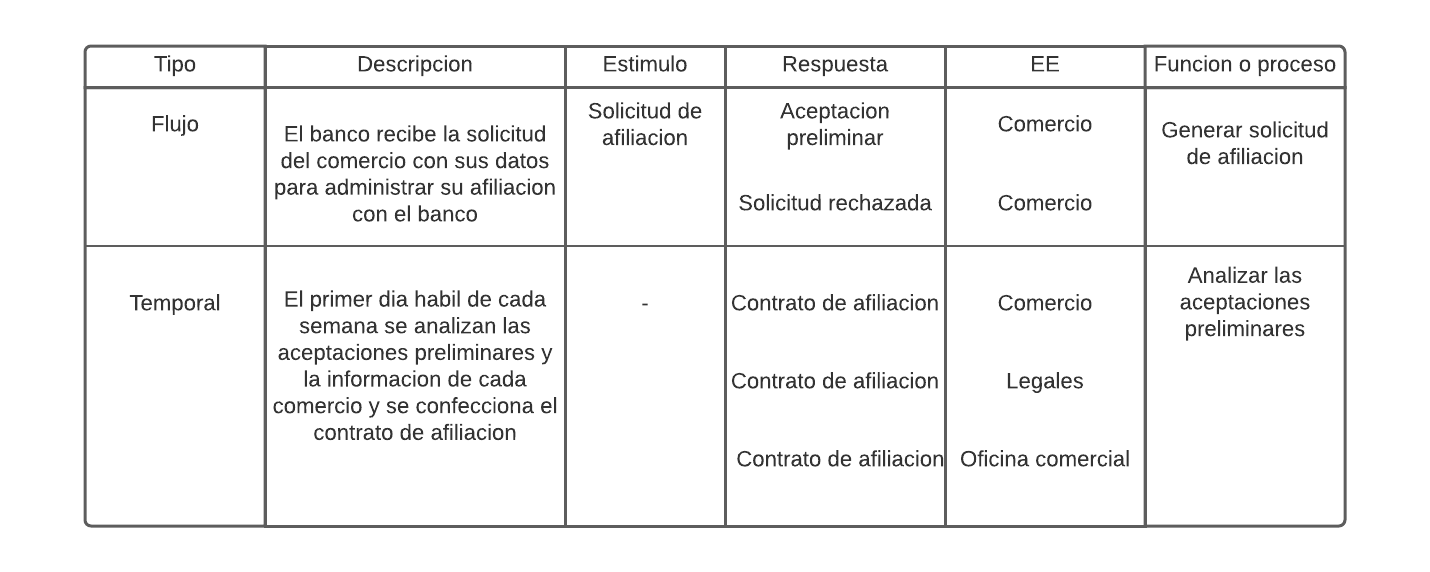 Tipo
Descripcion
Estimulo
Respuesta
EE
Funcion o proceso
Flujo
El banco recibe la solicitud
del comercio con sus datos
para administrar su afiliacion
con el banco
Solicitud de
afiliacion
Aceptacion
preliminar
Solicitud rechazada
Comercio
Comercio
Generar solicitud
de afiliacion
Temporal
El primer dia habil de cada
semana se analizan las
aceptaciones preliminares y
la informacion de cada
comercio y se confecciona el
contrato de afiliacion
-
Contrato de afiliacion
Contrato de afiliacion
Contrato de afiliacion
Comercio
Legales
Oficina comercial
Analizar las
aceptaciones
preliminares